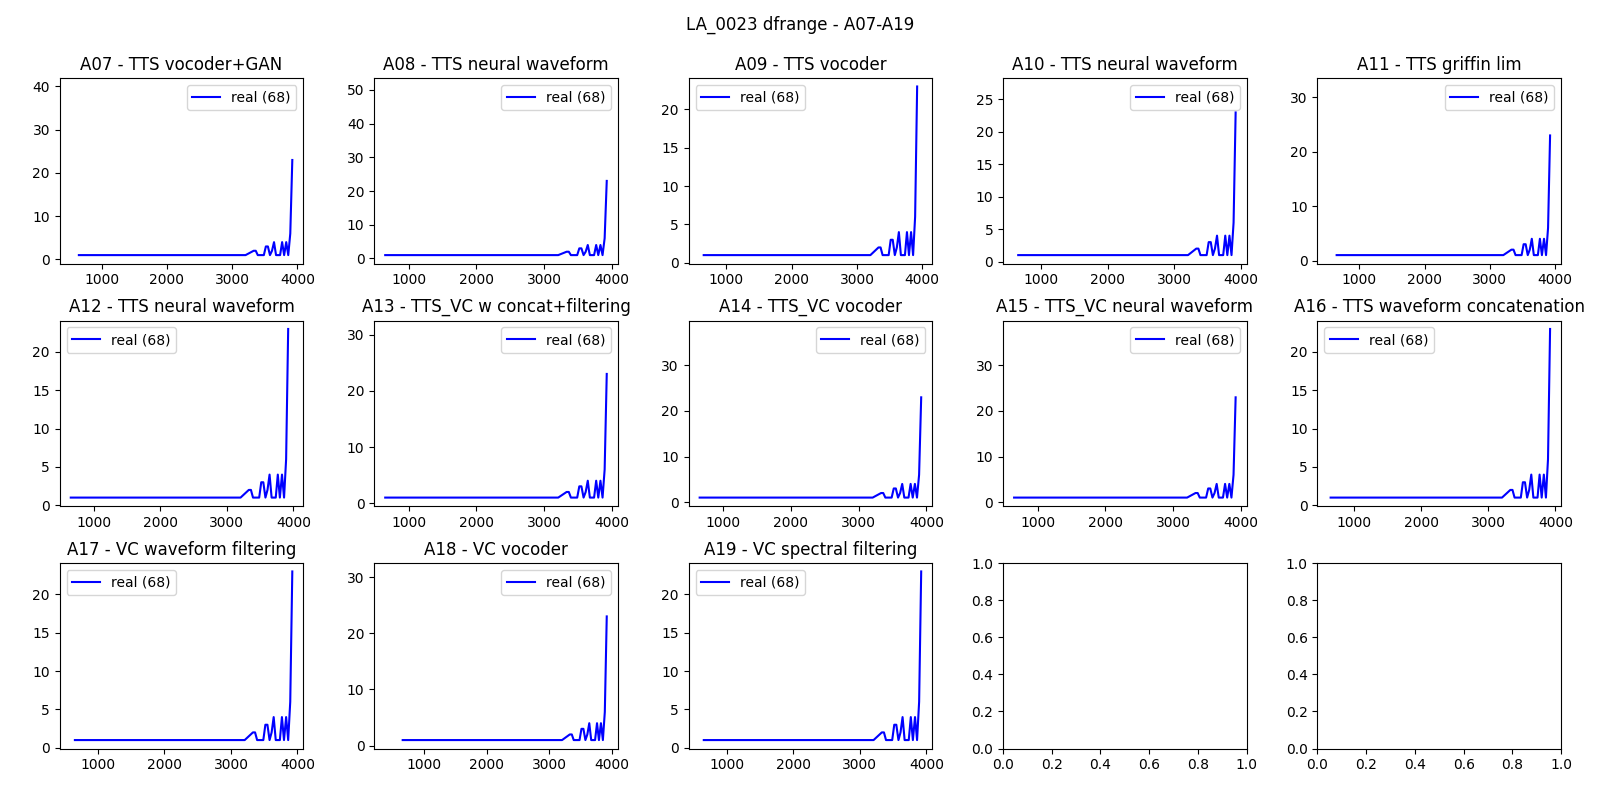 LA_0023 dfrange - A07-A19
A07 - TTS vocoder+GAN
real (68)
40
30
20
10
0
1000 2000 3000 4000
A08 - TTS neural waveform
real (68)
50
40
30
20
10
0
1000 2000 3000 4000
A09 - TTS vocoder
real (68)
20
15
10
5
0
1000 2000 3000 4000
A10 - TTS neural waveform
real (68)
25
20
15
10
5
0
1000 2000 3000 4000
A11 - TTS griffin lim
real (68)
30
20
10
0
1000 2000 3000 4000
A12 - TTS neural waveform
real (68)
20
15
10
5
0
1000 2000 3000 4000
A13 - TTS_VC w concat+filtering
real (68)
30
20
10
0
1000 2000 3000 4000
A14 - TTS_VC vocoder
real (68)
30
20
10
0
1000 2000 3000 4000
A15 - TTS_VC neural waveform
real (68)
30
20
10
0
1000 2000 3000 4000
A16 - TTS waveform concatenation
real (68)
20
15
10
5
0
1000 2000 3000 4000
A17 - VC waveform filtering
real (68)
20
15
10
5
0
1000 2000 3000 4000
A18 - VC vocoder
real (68)
30
20
10
0
1000 2000 3000 4000
A19 - VC spectral filtering
real (68)
20
15
10
5
0
1000 2000 3000 4000
1.0
0.8
0.6
0.4
0.2
0.0
0.0 0.2 0.4 0.6 0.8 1.0
1.0
0.8
0.6
0.4
0.2
0.0
0.0 0.2 0.4 0.6 0.8 1.0